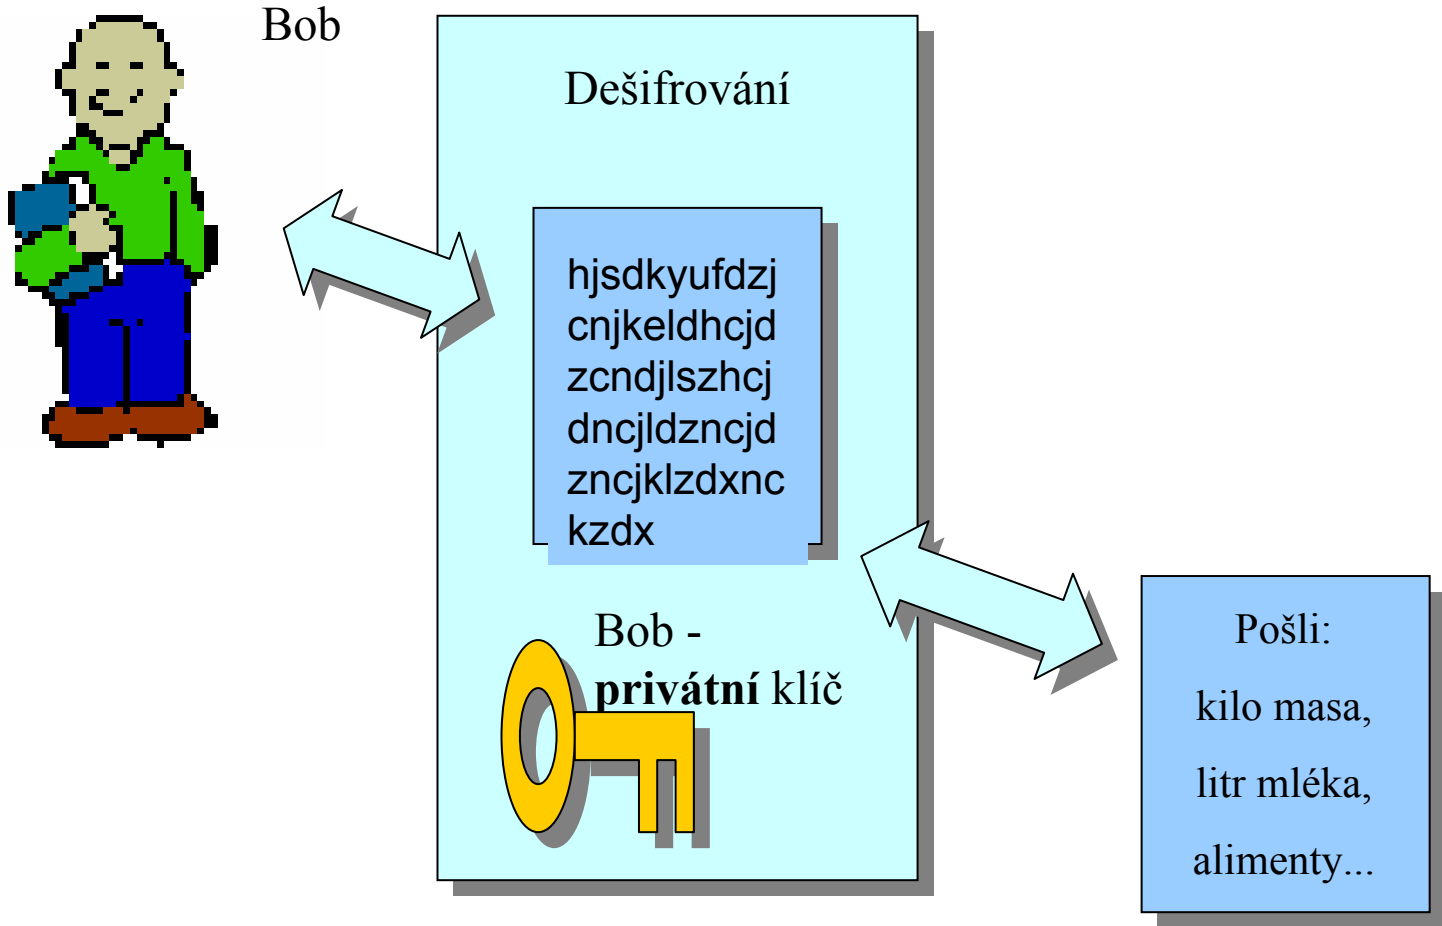 Bob
Dešifrování
hjsdkyufdzj
cnjkeldhcjd
zcndjlszhcj
dncjldzncjd
zncjklzdxnc
kzdx
Bob -
privátní klíč
Pošli:
kilo masa,
litr mléka,
alimenty...